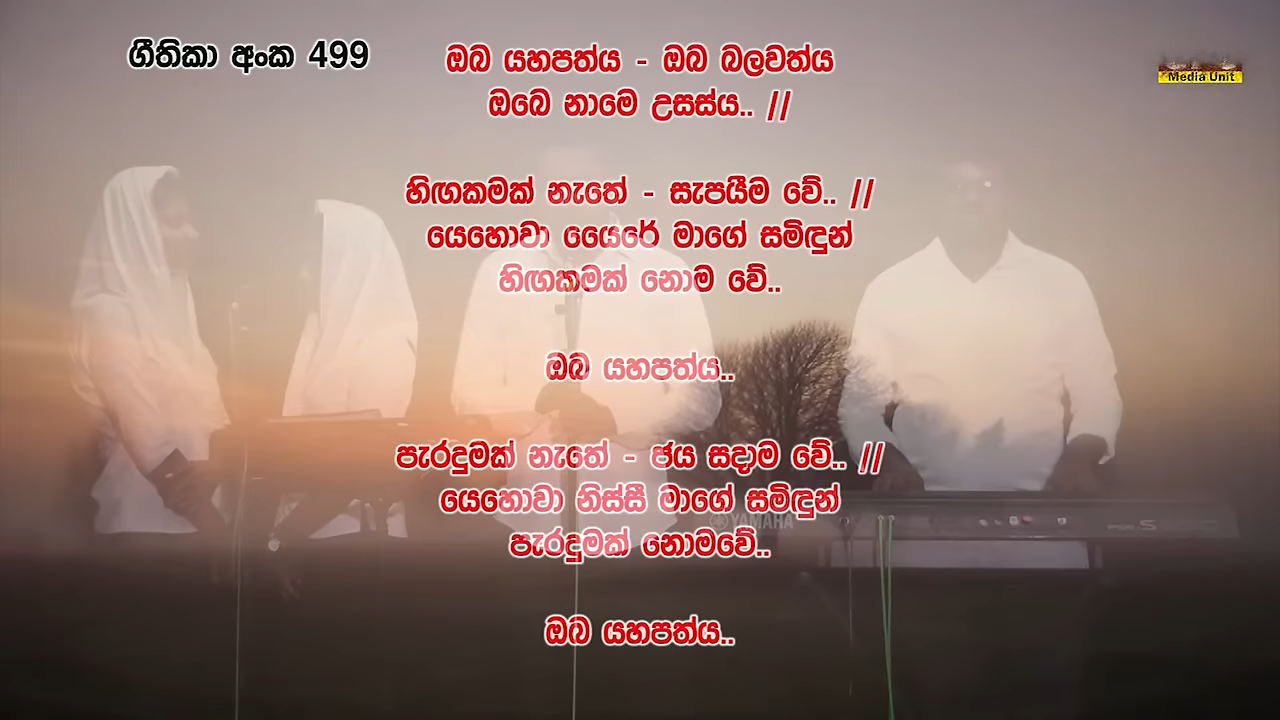 ගීතිකා අංක 499
ඔබ යහපත්ය - ඔබ බලවත්ය
ඔබෙ නාමෙ උසස්ය.. //
Media Unit
හිඟකමක් නැතේ - සැපයීම වේ.. //
යෙහොවා යෛරේ මාගේ සමිඳුන්
හිඟකමක් නොම වේ..
ඔබ යහපත්ය..
පැරදුමක් නැතේ - ජය සදාම වේ.. //
යෙහොවා නිස්සී මාගේ සමිඳුන්
පැරදුමක් නොමවේ..
YAMAHA
ඔබ යහපත්ය..